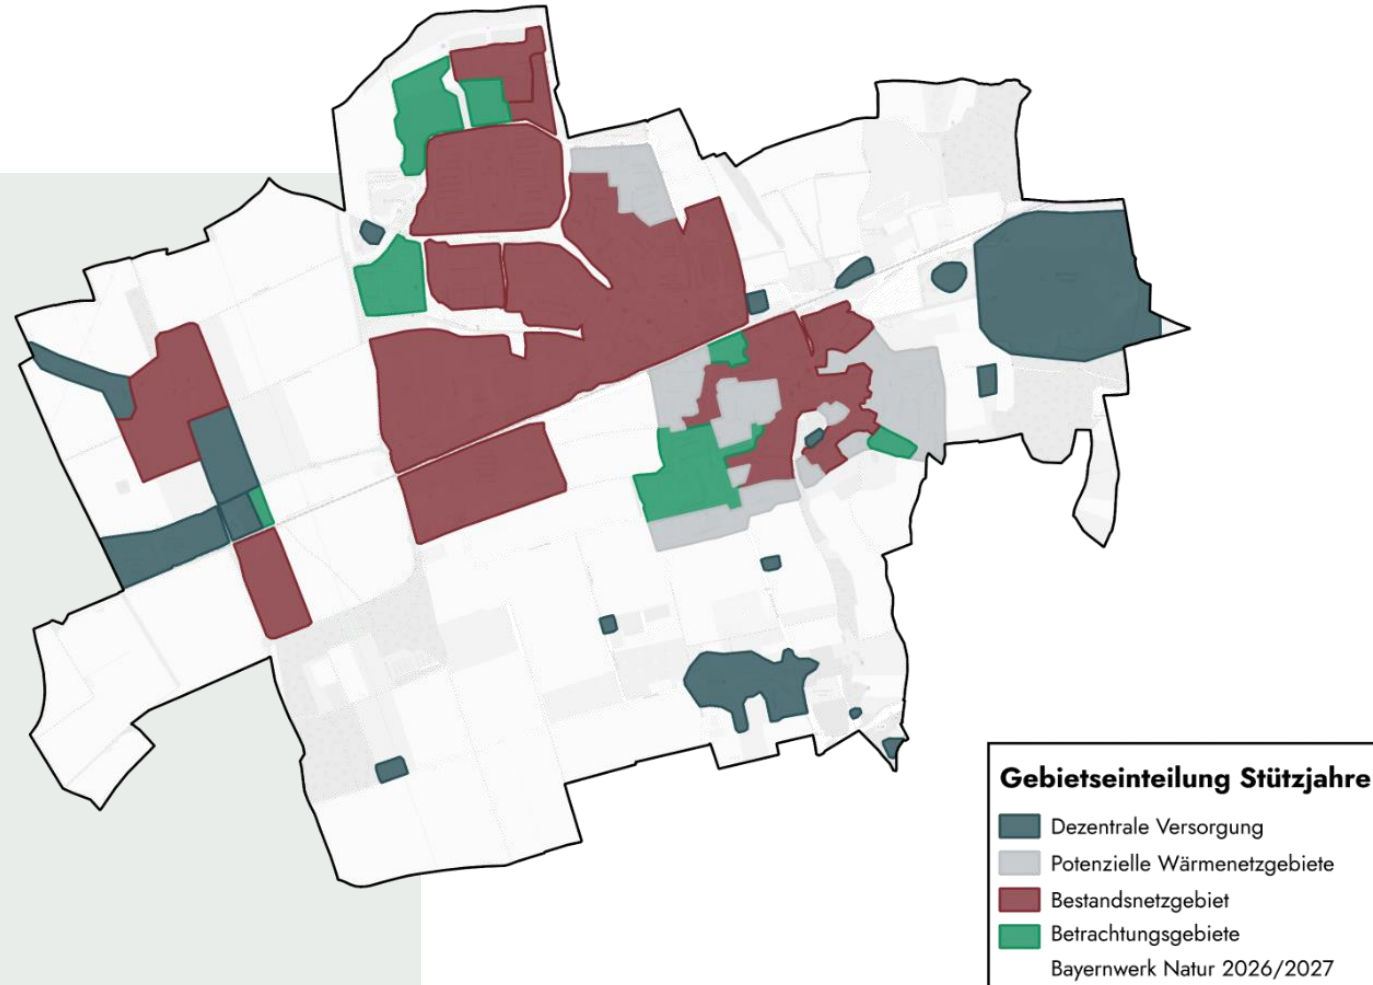 Gebietseinteilung Stützjahre
Dezentrale Versorgung
Potenzielle Wärmenetzgebiete
Bestandsnetzgebiet
Betrachtungsgebiete
Bayernwerk Natur 2026/2027